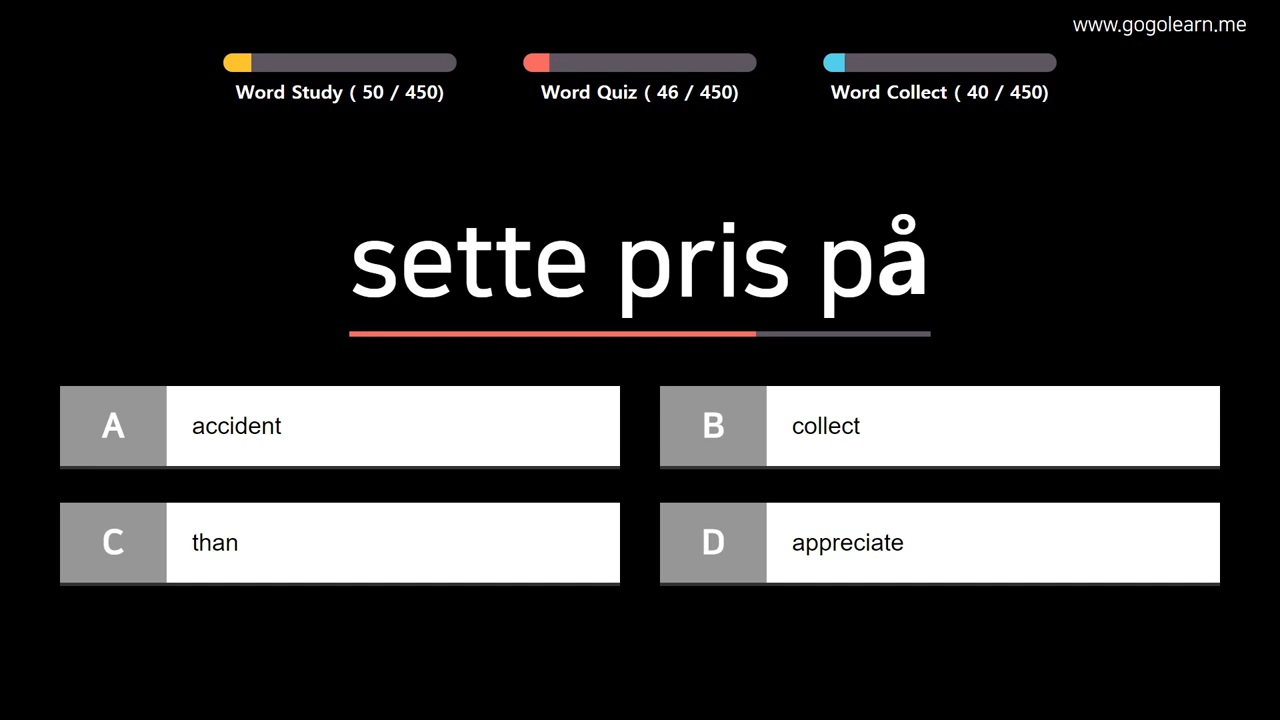 www.gogolearn.me
Word Study ( 50 / 450)
Word Quiz ( 46 / 450)
Word Collect ( 40 / 450)
sette pris på
A accident
B collect
C than
D appreciate